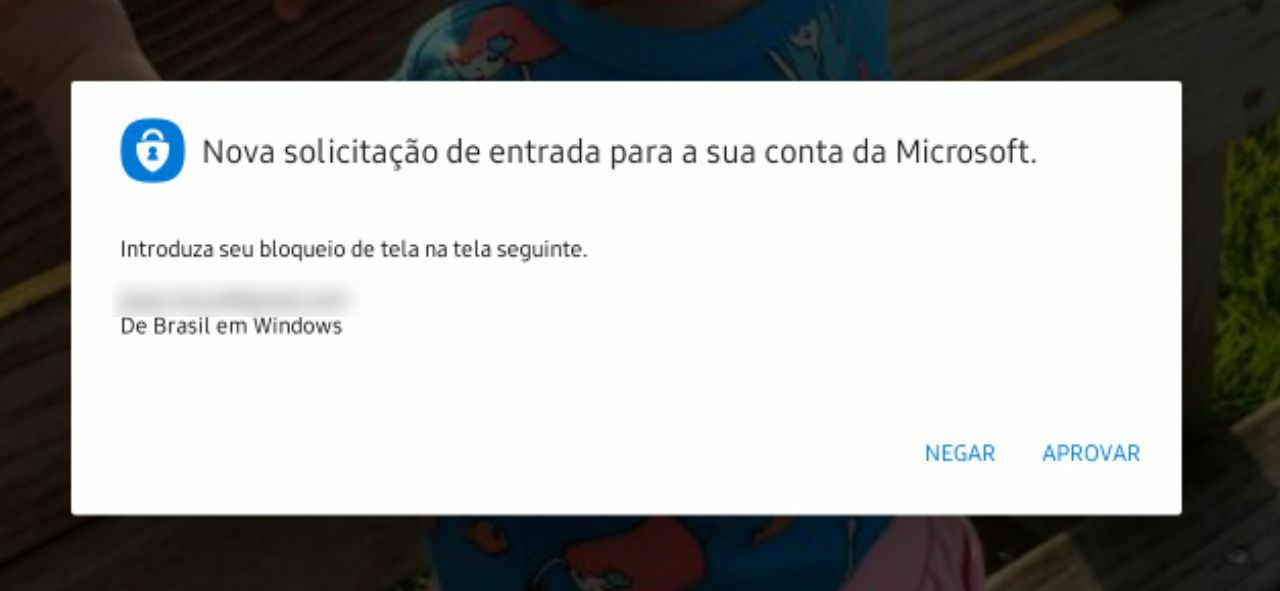 Nova solicitação de entrada para a sua conta da Microsoft.
Introduza seu bloqueio de tela na tela seguinte.
De Brasil em Windows
NEGAR APROVAR